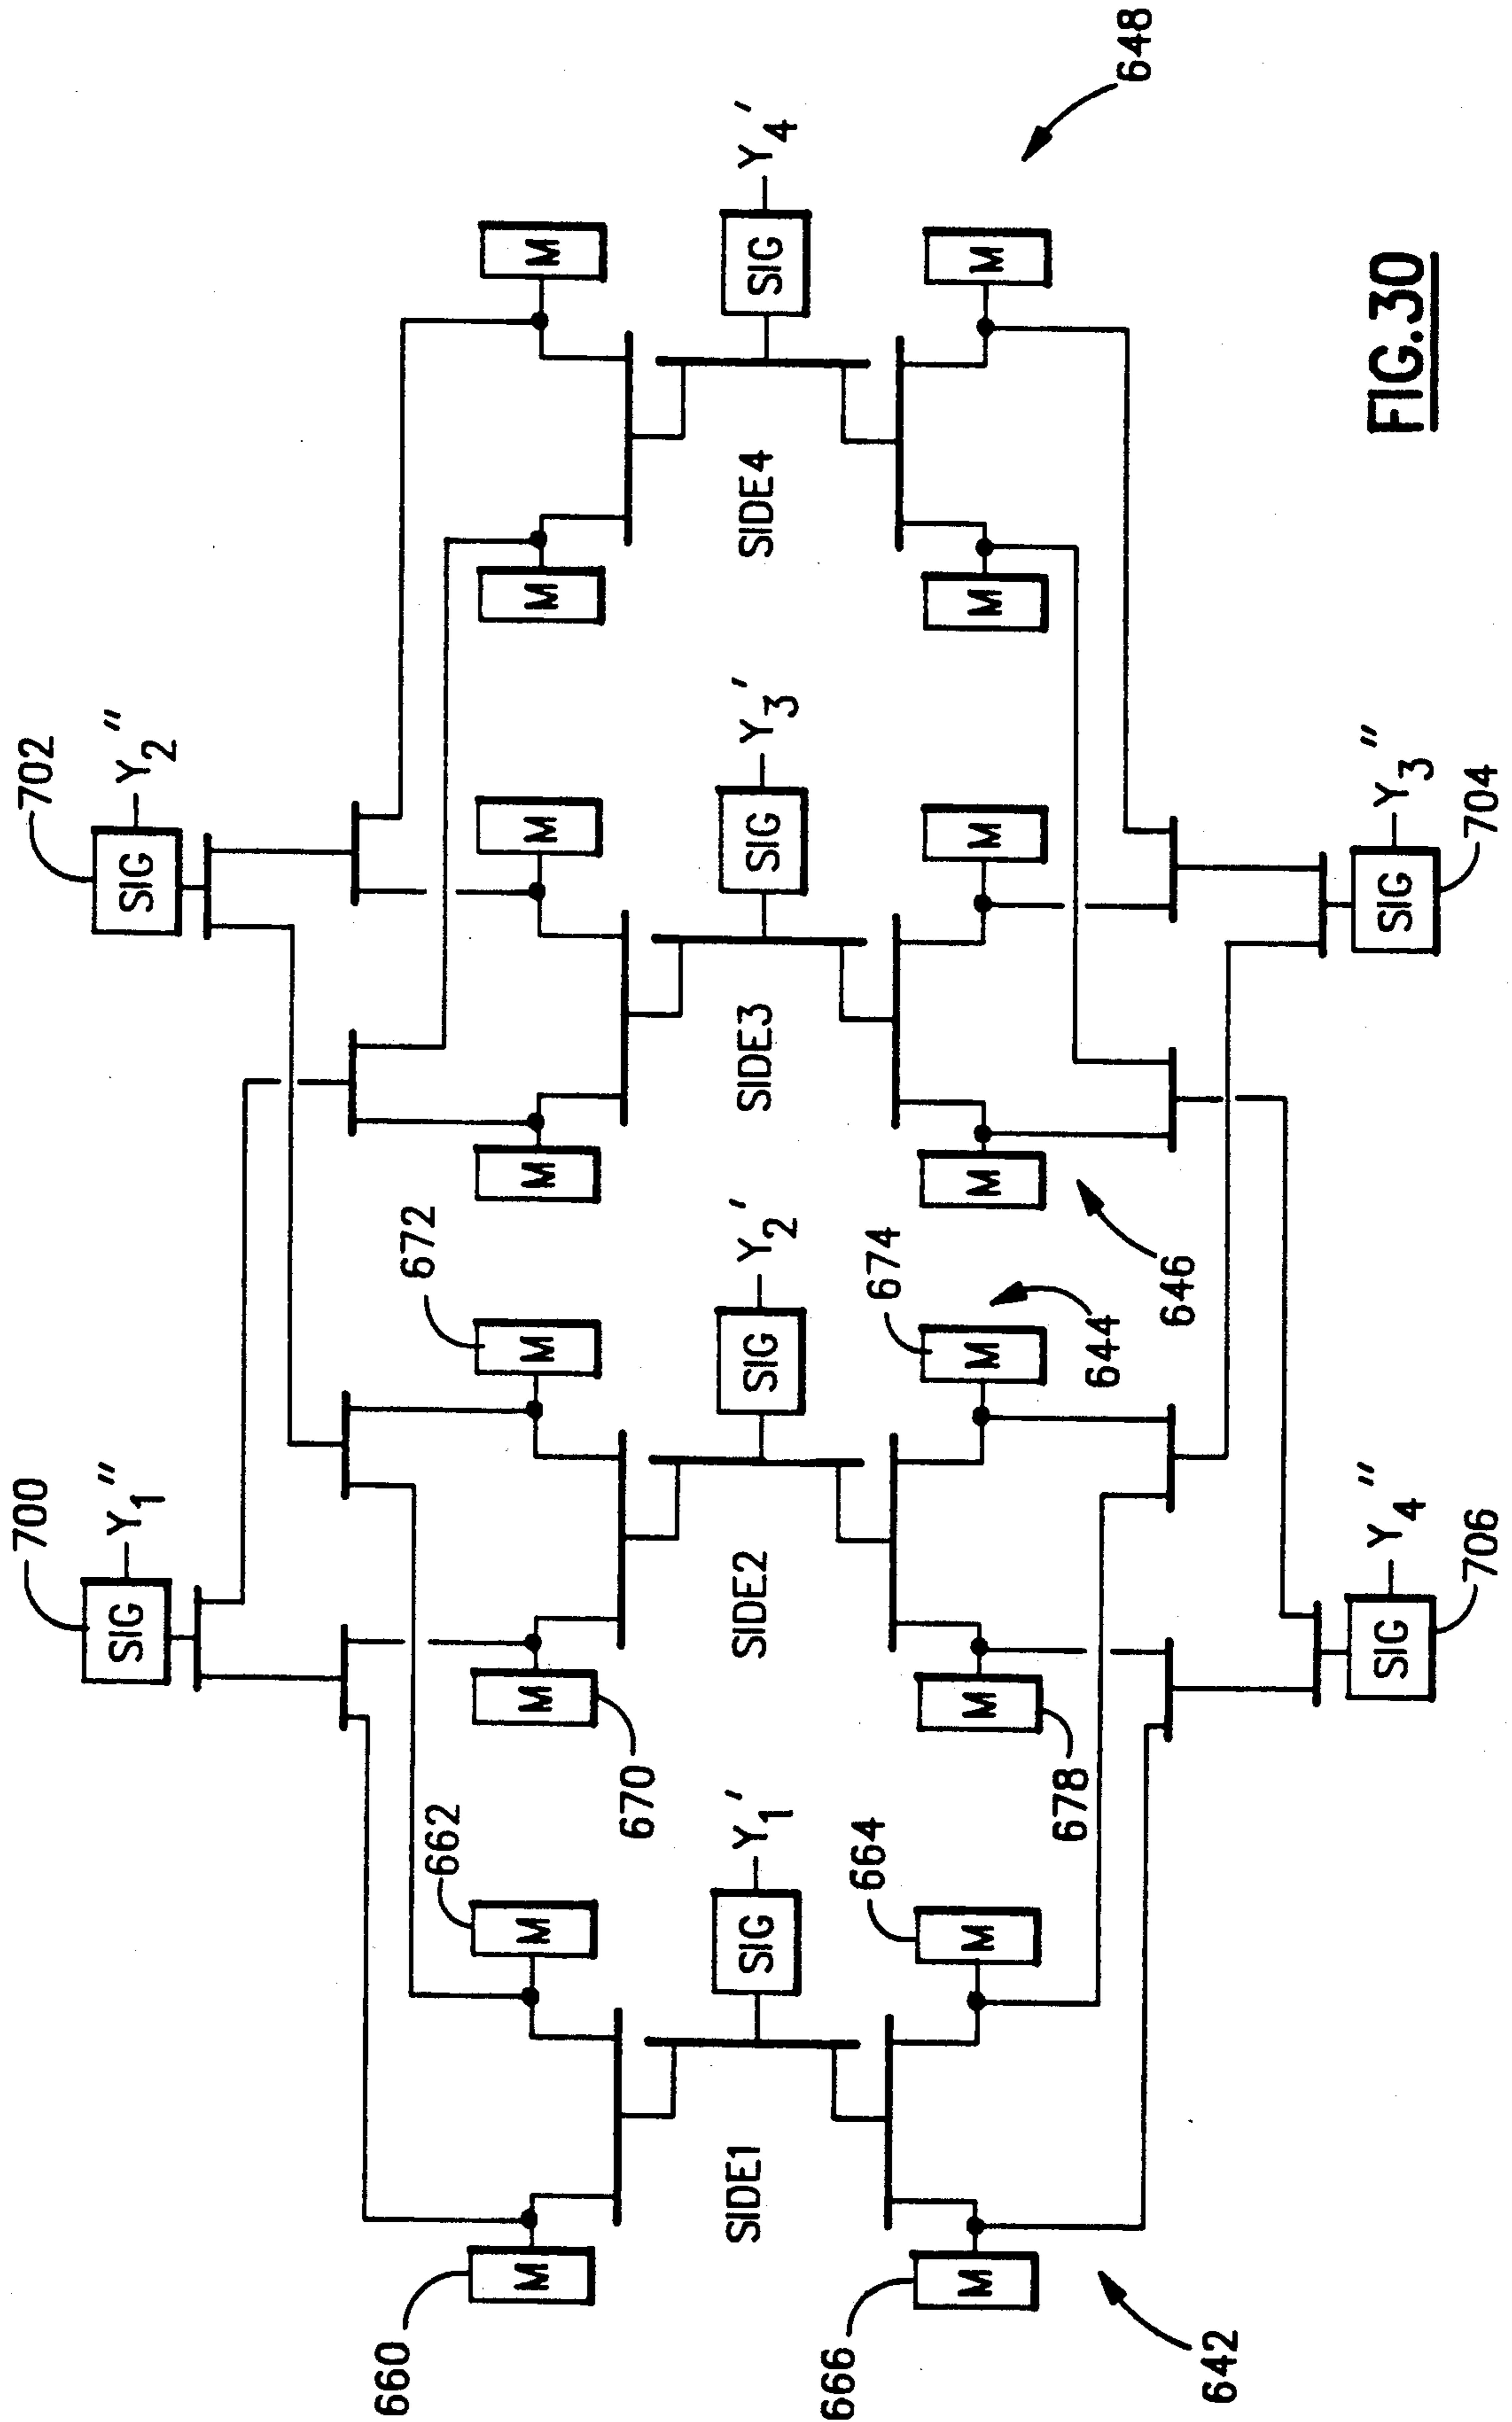 FIG.30
700
SIG
Y1''
702
SIG
Y2''
660
M
662
M
670
M
672
M
M
M
M
M
SIDE1
SIG
Y1'
SIDE2
SIG
Y2'
SIDE3
SIG
Y3'
SIDE4
SIG
Y4'
666
M
664
M
678
M
674
M
M
M
M
M
642
644
646
648
SIG
Y4''
706
SIG
Y3''
704